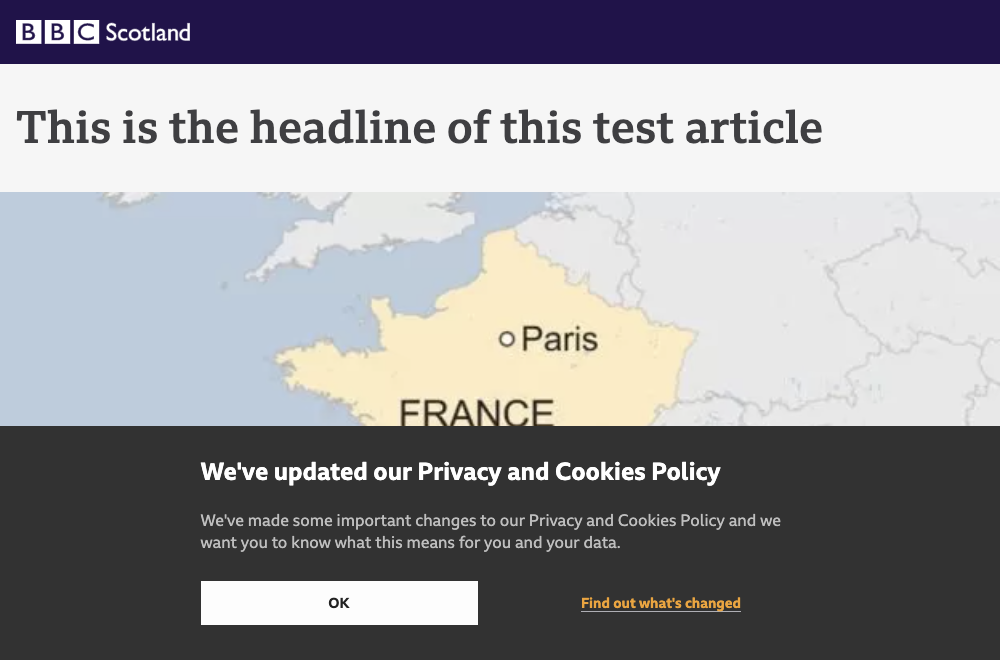 BBC Scotland
This is the headline of this test article
Paris
FRANCE
We've updated our Privacy and Cookies Policy
We've made some important changes to our Privacy and Cookies Policy and we
want you to know what this means for you and your data.
OK
Find out what's changed